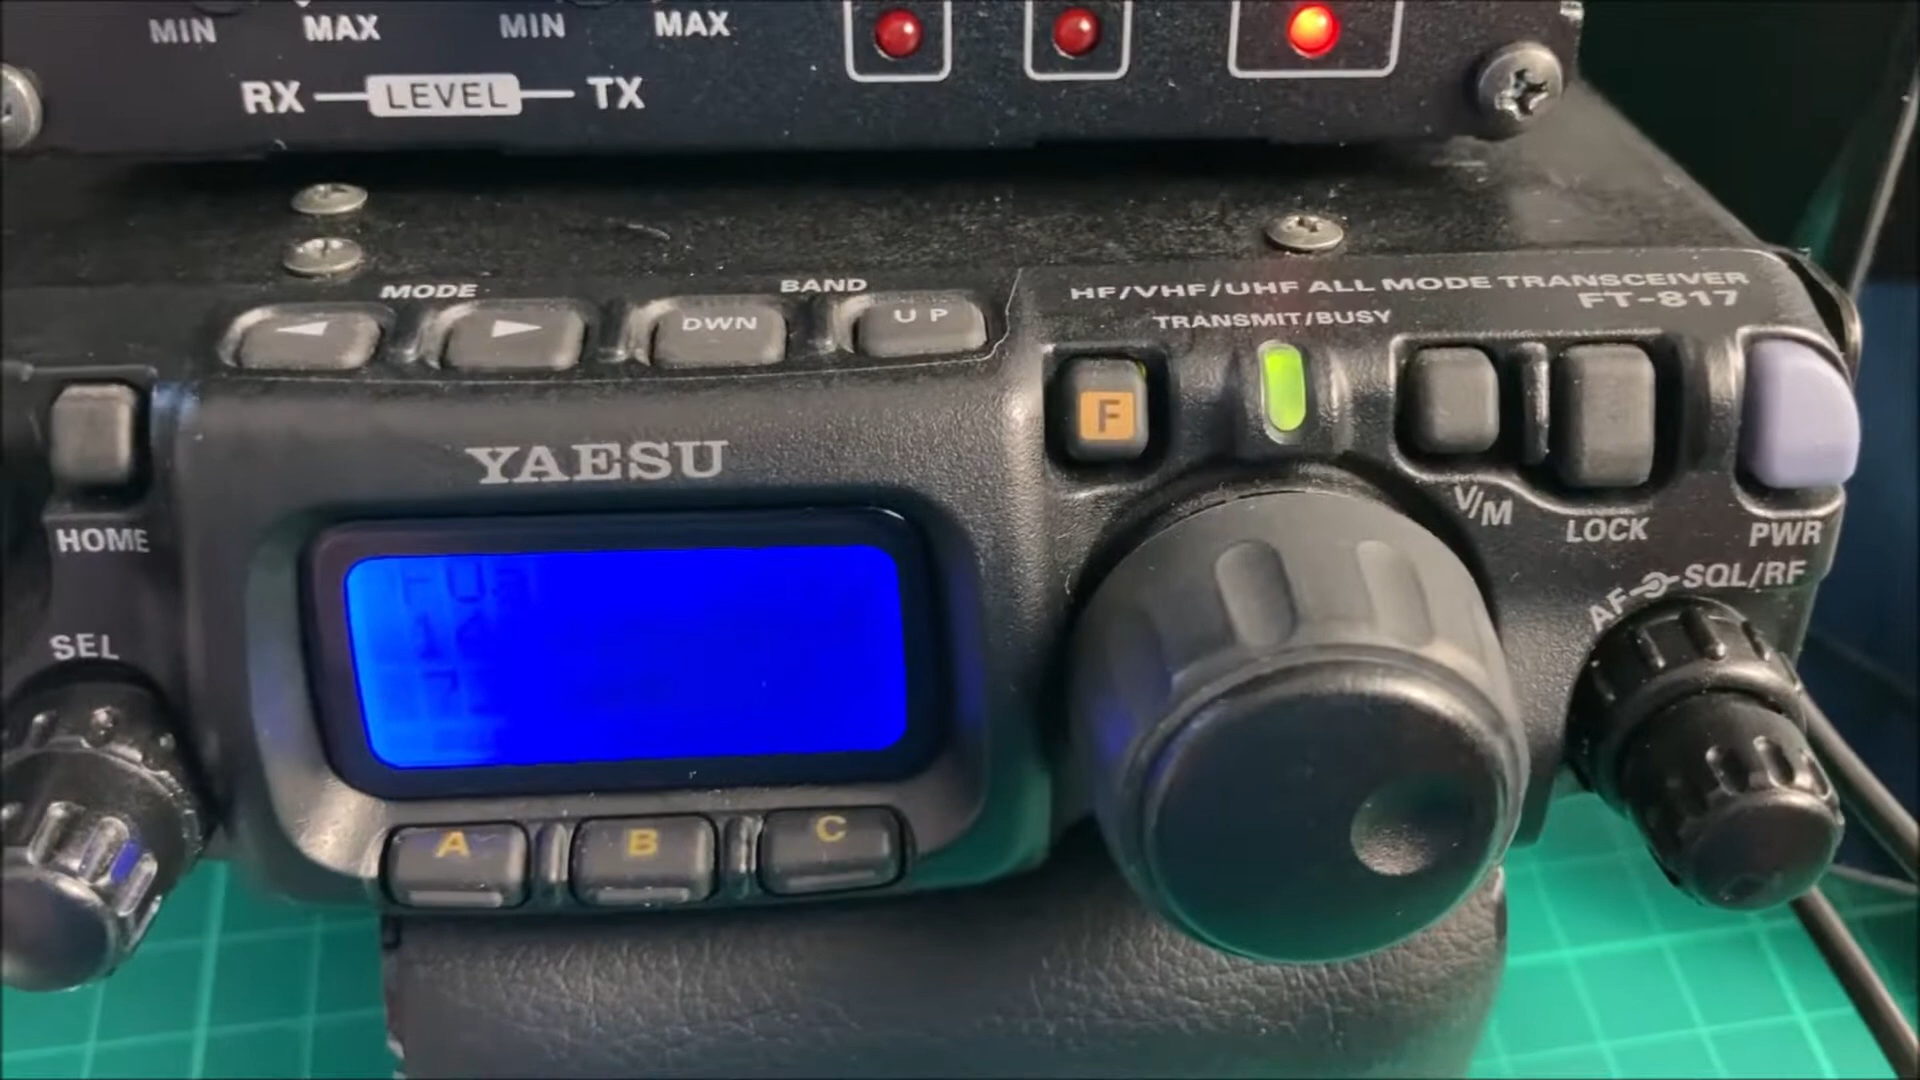 MIN MAX MIN MAX
RX LEVEL TX
MODE BAND
DWN UP
HF/VHF/UHF ALL MODE TRANSCEIVER
FT-817
TRANSMIT/BUSY
F
YAESU
HOME
V/M LOCK PWR
AF SQL/RF
SEL
A B C